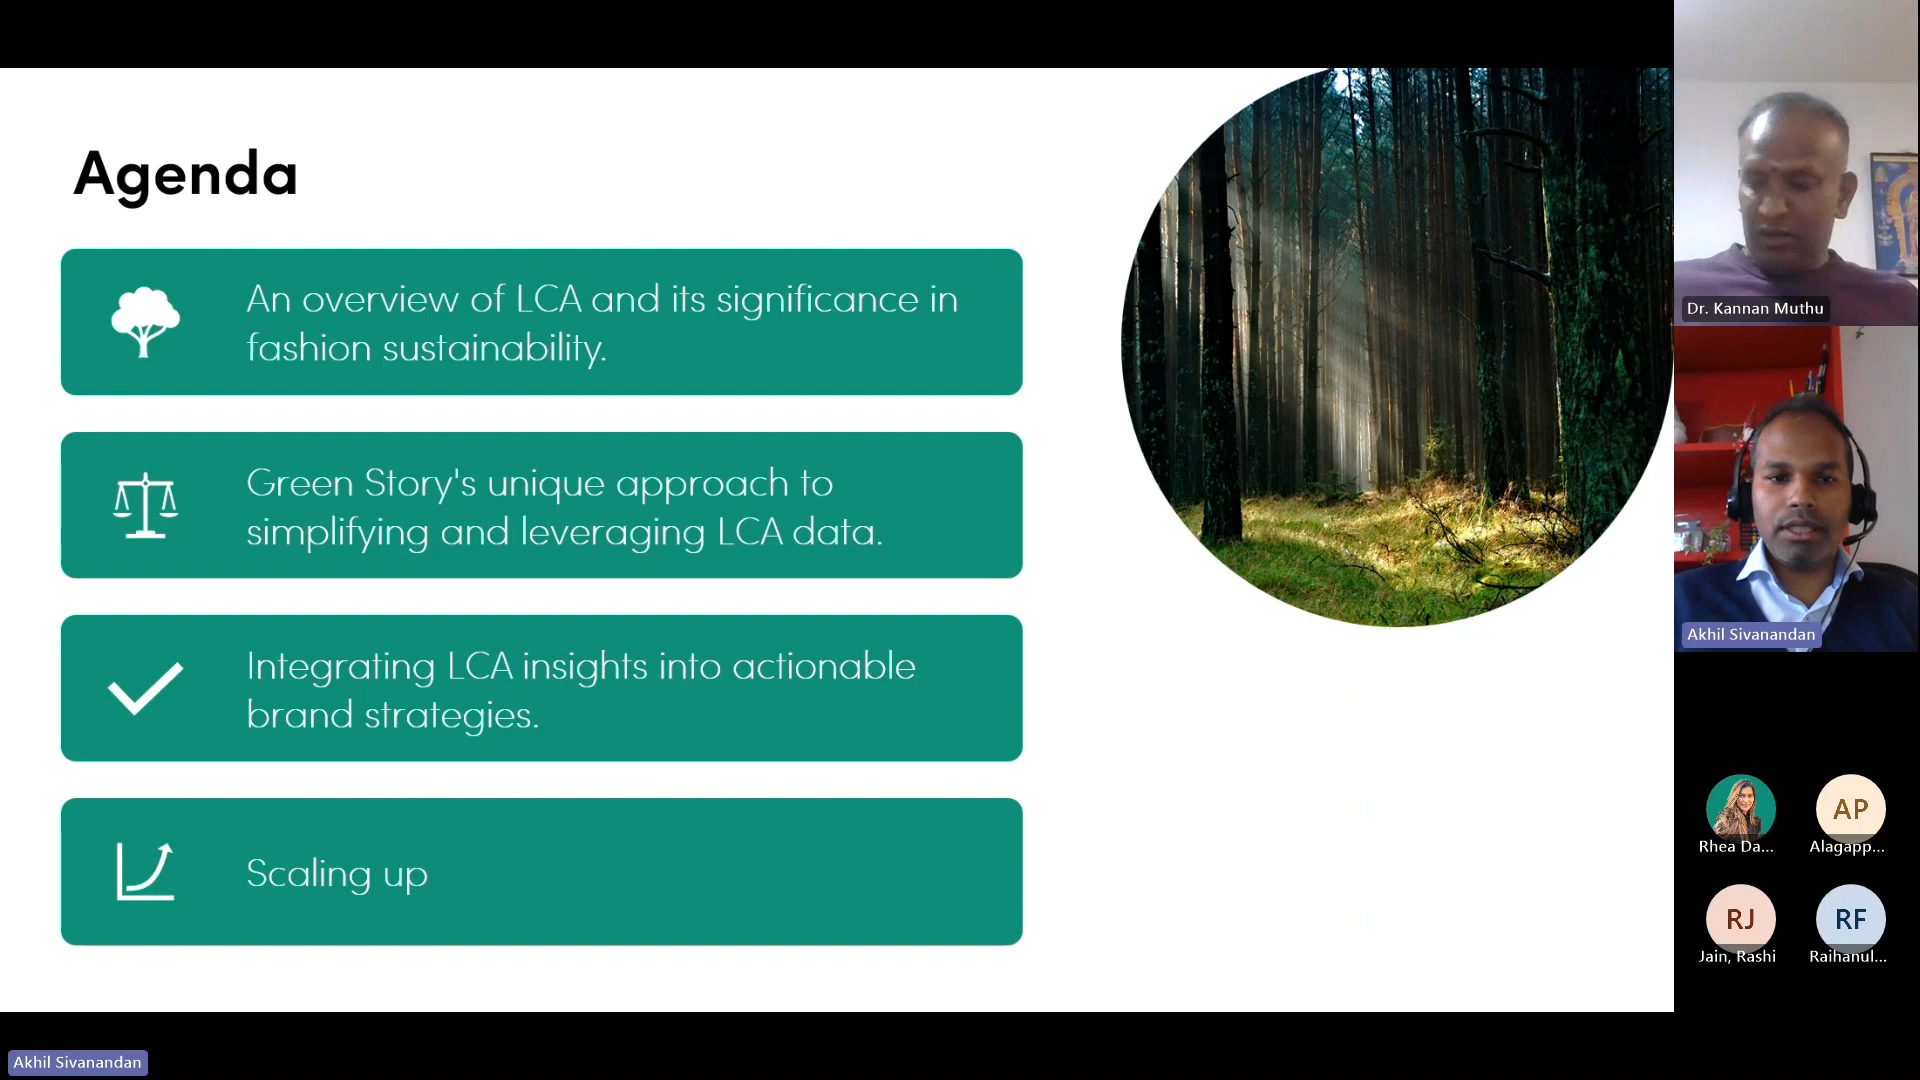 Agenda
An overview of LCA and its significance in
fashion sustainability.
Green Story's unique approach to
simplifying and leveraging LCA data.
Integrating LCA insights into actionable
brand strategies.
Scaling up
Dr. Kannan Muthu
Akhil Sivanandan
AP
Rhea Da...
Alagapp...
RJ
RF
Jain, Rashi
Raihanul...
Akhil Sivanandan